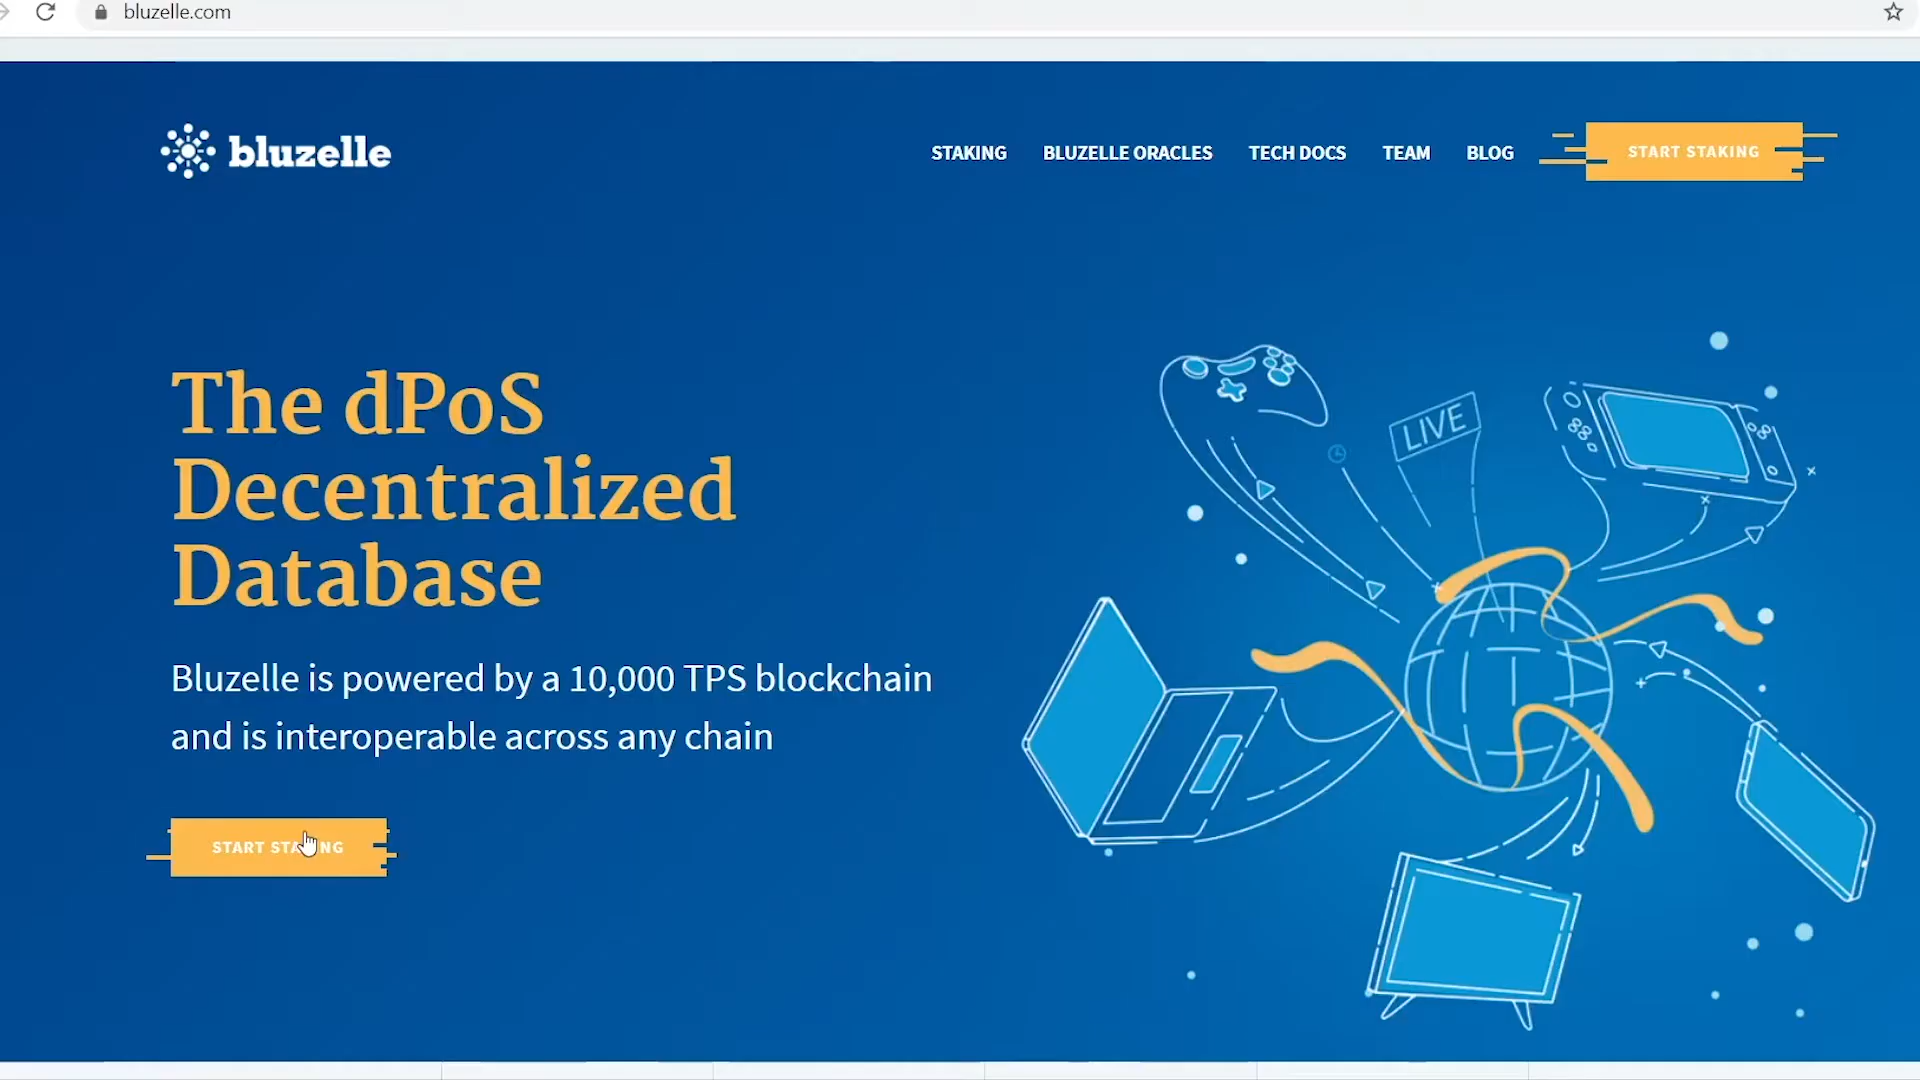 bluzelle.com
bluzelle
STAKING BLUZELLE ORACLES TECH DOCS TEAM BLOG START STAKING
LIVE
The dPoS
Decentralized
Database
Bluzelle is powered by a 10,000 TPS blockchain
and is interoperable across any chain
START STAKING